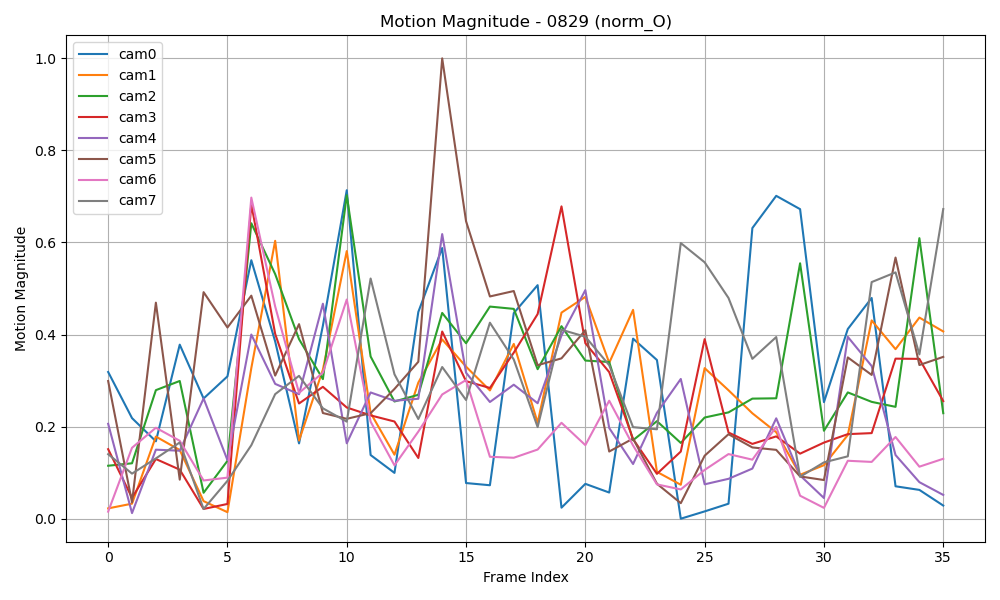 Motion Magnitude - 0829 (norm_O)
cam0
cam1
cam2
cam3
cam4
cam5
cam6
cam7
Motion Magnitude
1.0
0.8
0.6
0.4
0.2
0.0
0 5 10 15 20 25 30 35
Frame Index